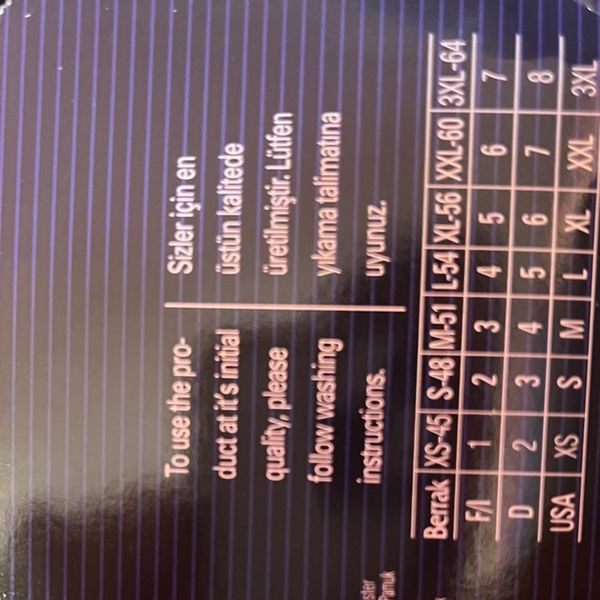 To use the pro-
duct at it's initial
quality, please
follow washing
instructions.
Sizler için en
üstün kalitede
üretilmiştir. Lütfen
yıkama talimatına
uyunuz.
Berrak XS-45 S-48 M-51 L-54 XL-56 XXL-60 3XL-64
F/I 1 2 3 4 5 6 7
D 2 3 4 5 6 7 8
USA XS S M L XL XXL 3XL